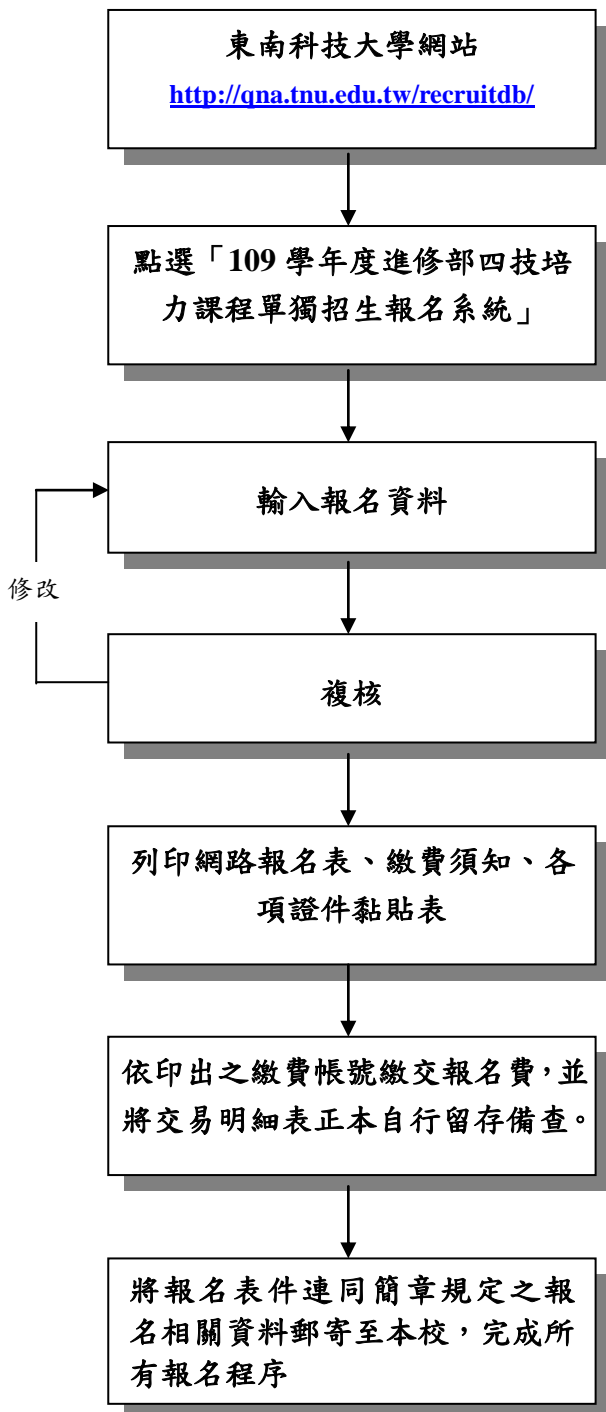 東南科技大學網站
http://qna.tnu.edu.tw/recruitdb/
點選「109 學年度進修部四技培
力課程單獨招生報名系統」
輸入報名資料
修改
複核
列印網路報名表、繳費須知、各
項證件黏貼表
依印出之繳費帳號繳交報名費，並
將交易明細表正本自行留存備查。
將報名表件連同簡章規定之報
名相關資料郵寄至本校，完成所
有報名程序